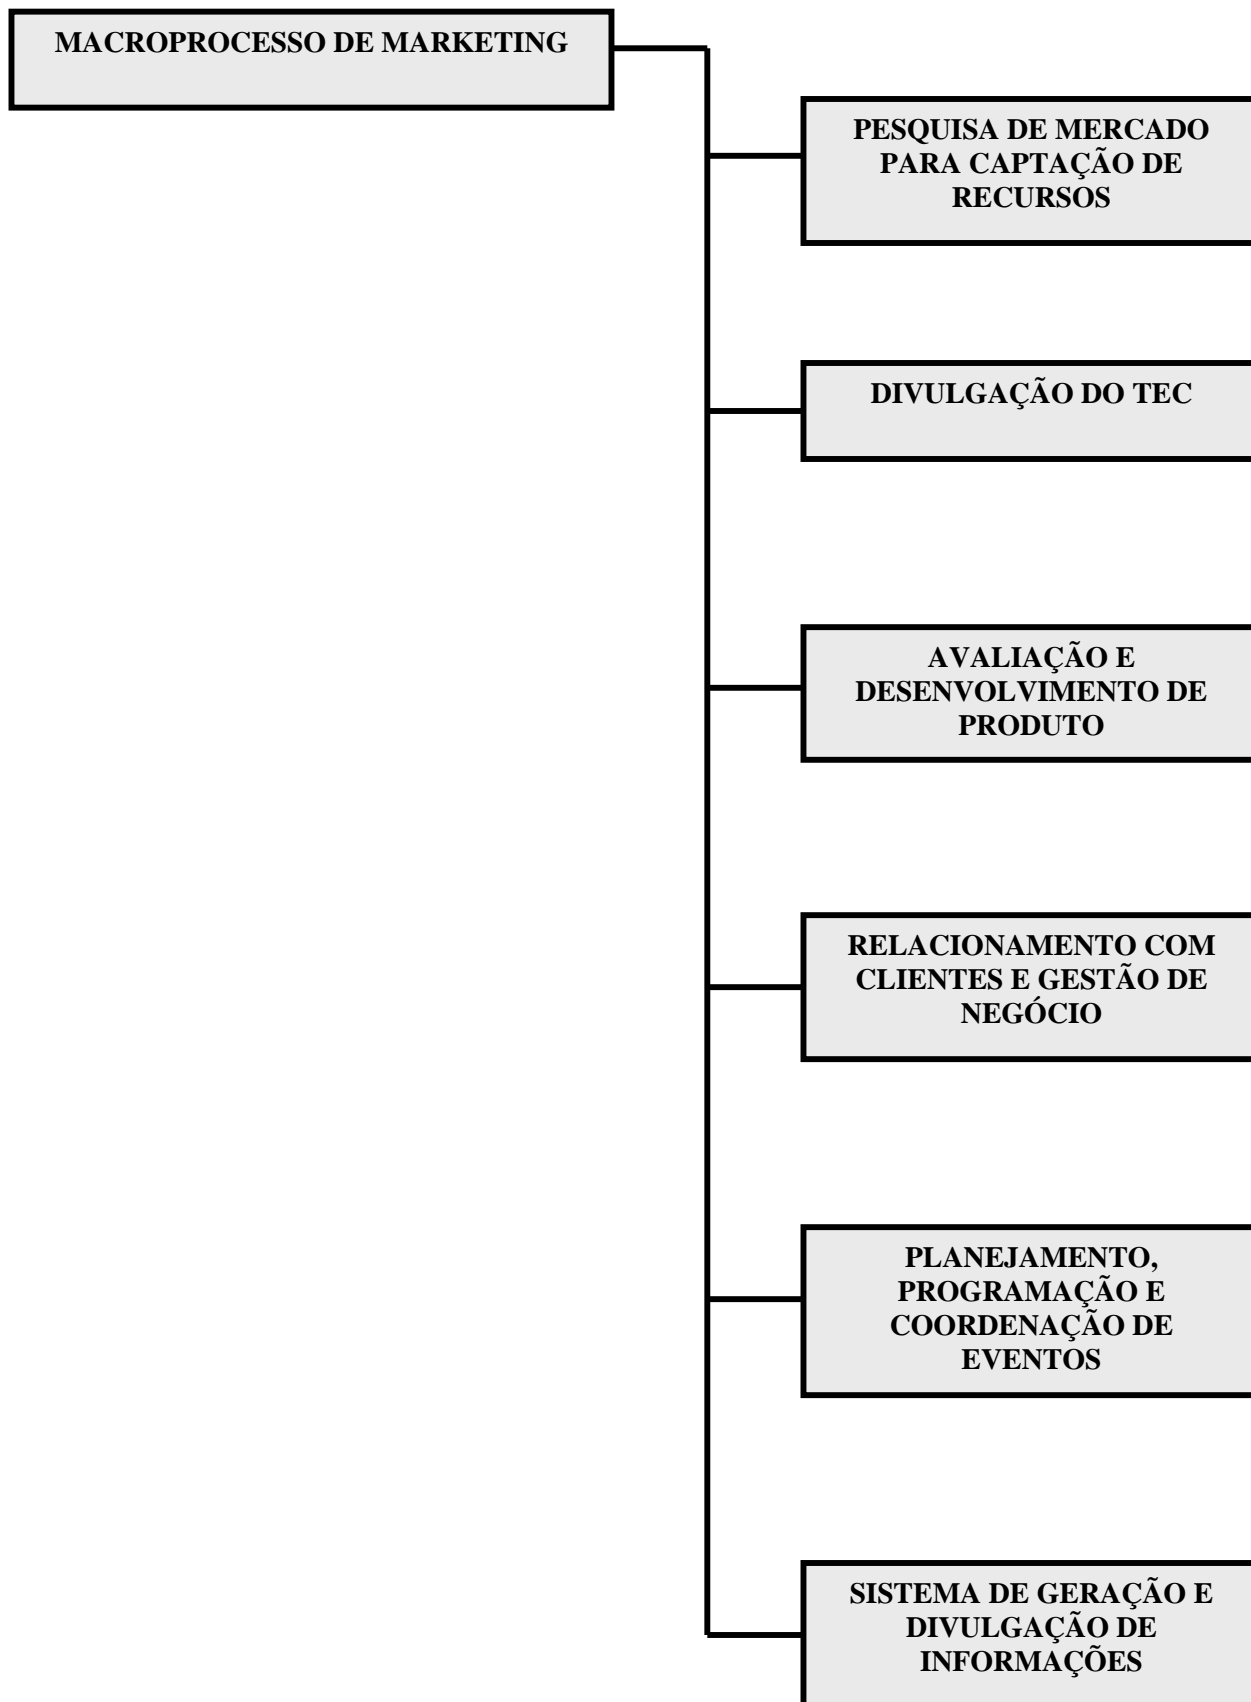 MACROPROCESSO DE MARKETING
PESQUISA DE MERCADO
PARA CAPTAÇÃO DE
RECURSOS
DIVULGAÇÃO DO TEC
AVALIAÇÃO E
DESENVOLVIMENTO DE
PRODUTO
RELACIONAMENTO COM
CLIENTES E GESTÃO DE
NEGÓCIO
PLANEJAMENTO,
PROGRAMAÇÃO E
COORDENAÇÃO DE
EVENTOS
SISTEMA DE GERAÇÃO E
DIVULGAÇÃO DE
INFORMAÇÕES